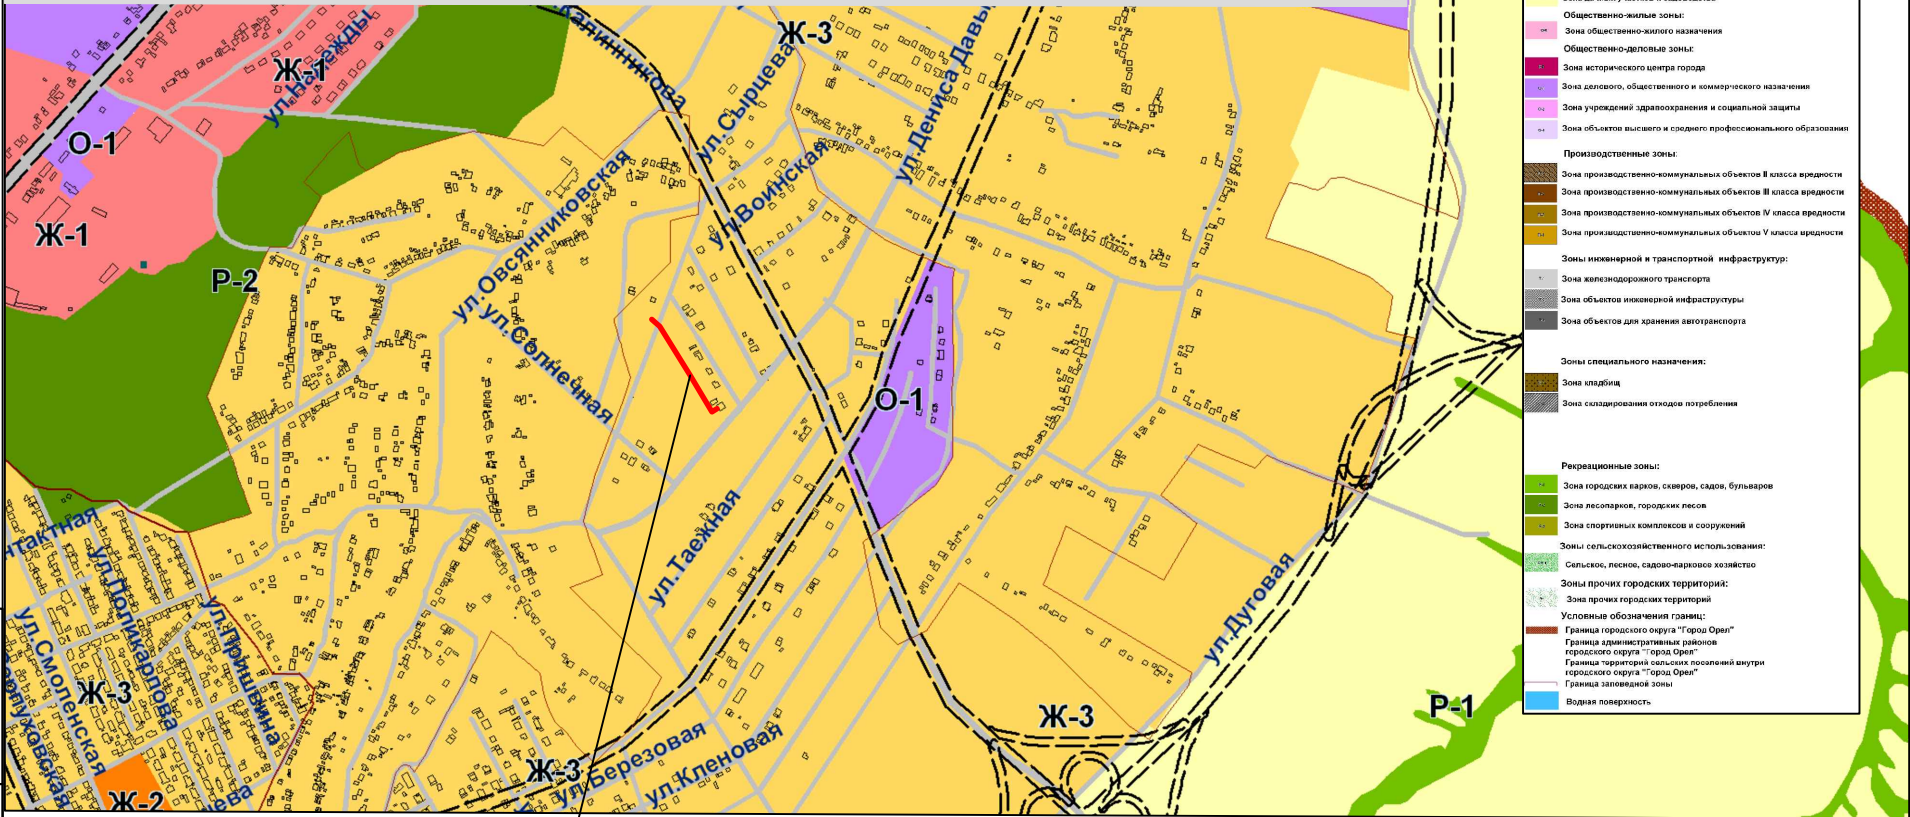 Ж-3
Ж-1
ул.Надежды
О-1
Ж-1
Р-2
ул.Сырцева
ул.Воинская
ул.Овсянниковская
ул.Солнечная
О-1
ул.Таежная
ул.Поликарпова
ул.Гришвина
ул.Смоленская
Ж-3
Ж-2
Ж-3
ул.Березовая
ул.Кленовая
Ж-3
ул.Дуговая
Р-1
Общественно-жилые зоны:
Зона общественно-жилого назначения
Общественно-деловые зоны:
Зона исторического центра города
Зона делового, общественного и коммерческого назначения
Зона учреждений здравоохранения и социальной защиты
Зона объектов высшего и среднего профессионального образования
Производственные зоны:
Зона производственно-коммунальных объектов II класса вредности
Зона производственно-коммунальных объектов III класса вредности
Зона производственно-коммунальных объектов IV класса вредности
Зона производственно-коммунальных объектов V класса вредности
Зоны инженерной и транспортной инфраструктур:
Зона железнодорожного транспорта
Зона объектов инженерной инфраструктуры
Зона объектов для хранения автотранспорта
Зоны специального назначения:
Зона кладбищ
Зона складирования отходов потребления
Рекреационные зоны:
Зона городских парков, скверов, садов, бульваров
Зона лесопарков, городских лесов
Зона спортивных комплексов и сооружений
Зоны сельскохозяйственного использования:
Сельское, лесное, садово-парковое хозяйство
Зоны прочих городских территорий:
Зона прочих городских территорий
Условные обозначения границ:
Граница городского округа "Город Орел"
Граница административных районов
городского округа "Город Орел"
Граница территорий сельских поселений внутри
городского округа "Город Орел"
Граница заповедной зоны
Водная поверхность